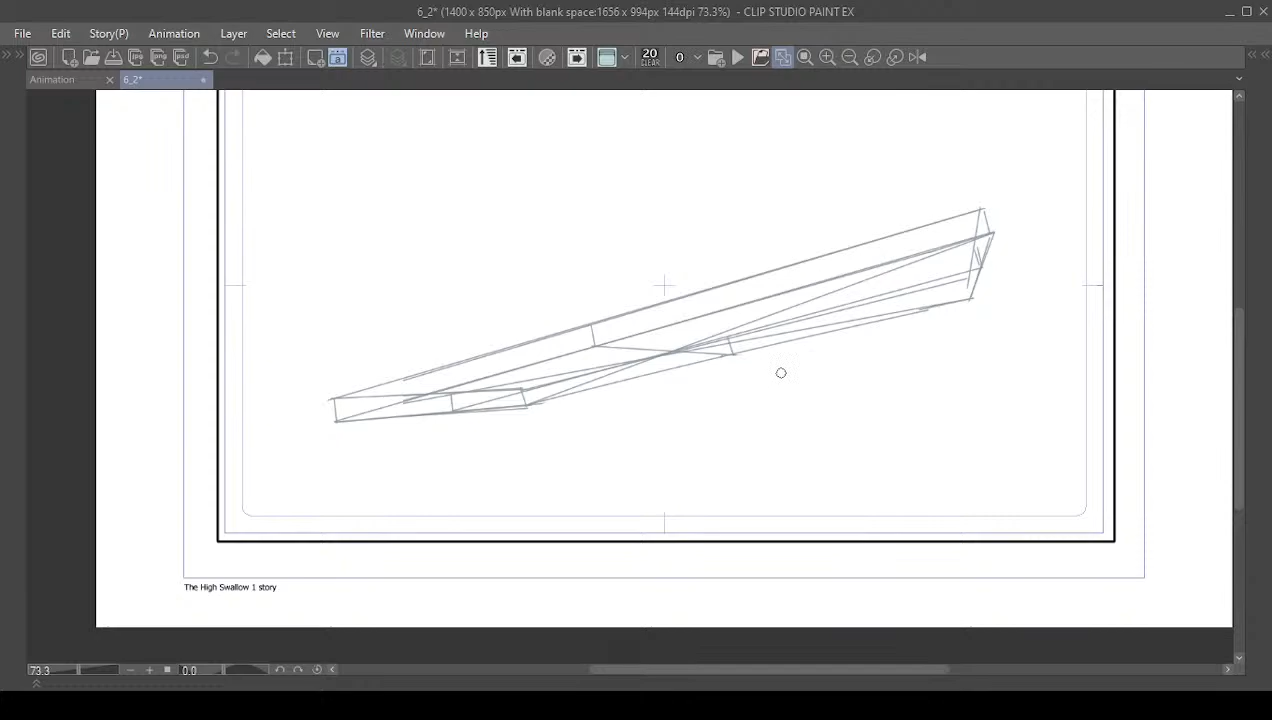 6_2* (1400 x 850px With blank space:1656 x 994px 144dpi 73.3%) - CLIP STUDIO PAINT EX
File Edit Story(P) Animation Layer Select View Filter Window Help
20 CLEAR 0
Animation 6_2*
The High Swallow 1 story
73.3 0.0